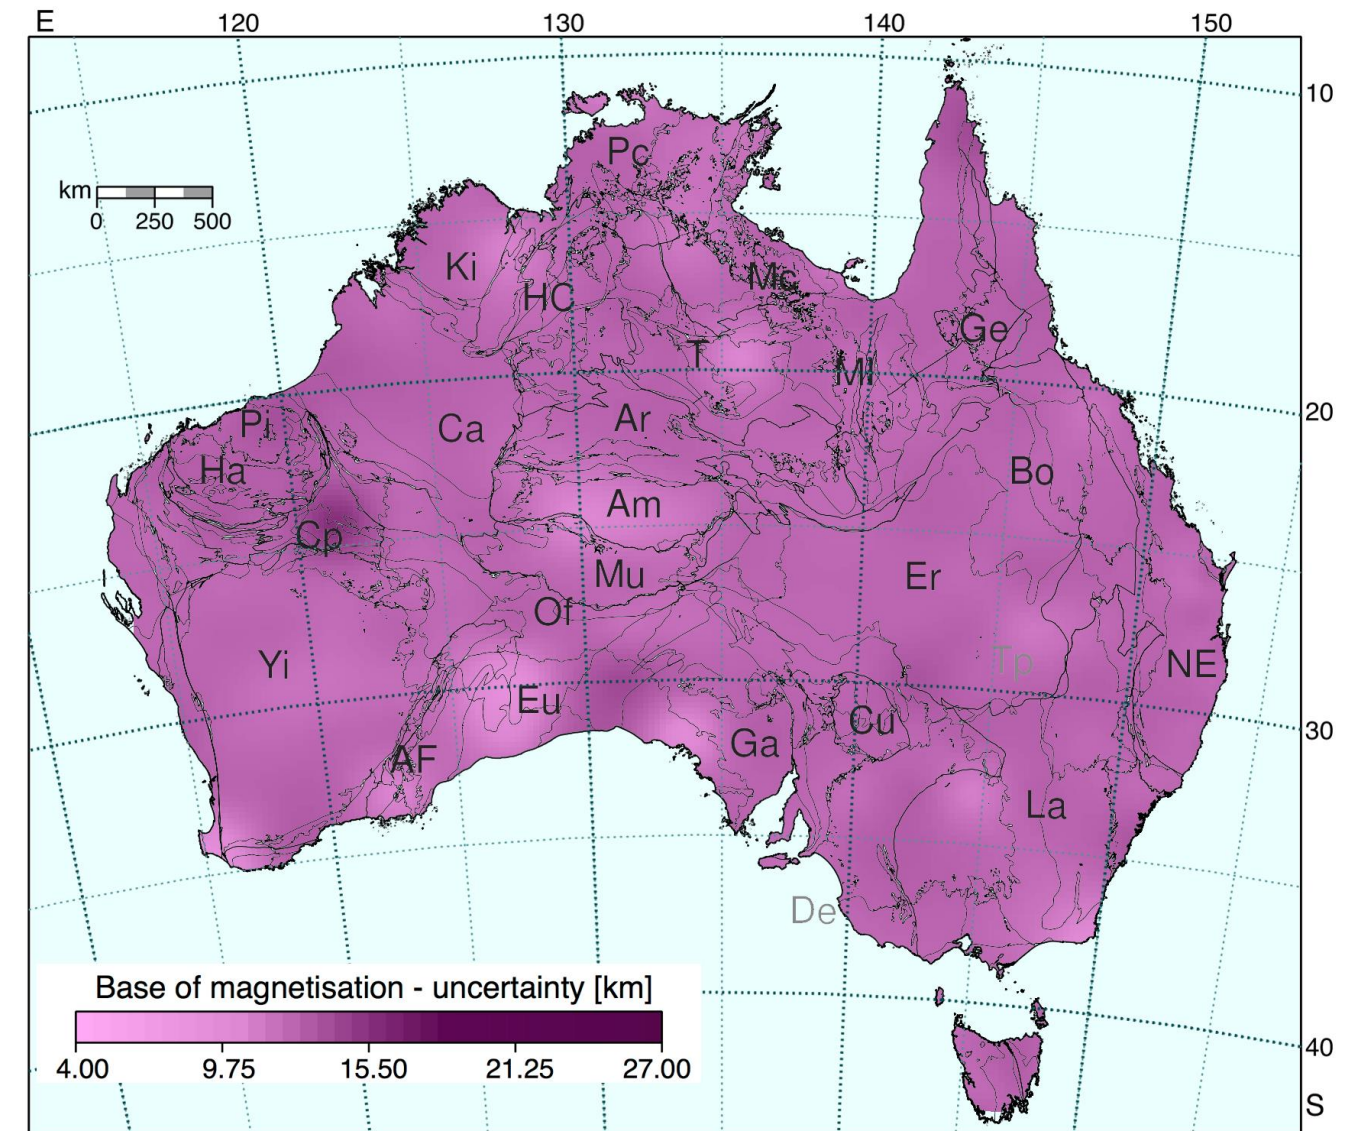 E 120 130 140 150
10
Pc
km
0 250 500
Ki
HC
Mc
Ge
T
MI
Pi
Ca
Ar
20
Ha
Bo
Am
Cp
Mu
Er
Of
Yi
Tp
NE
Eu
Cu
30
AF
Ga
La
De
Base of magnetisation - uncertainty [km]
4.00 9.75 15.50 21.25 27.00
40
S